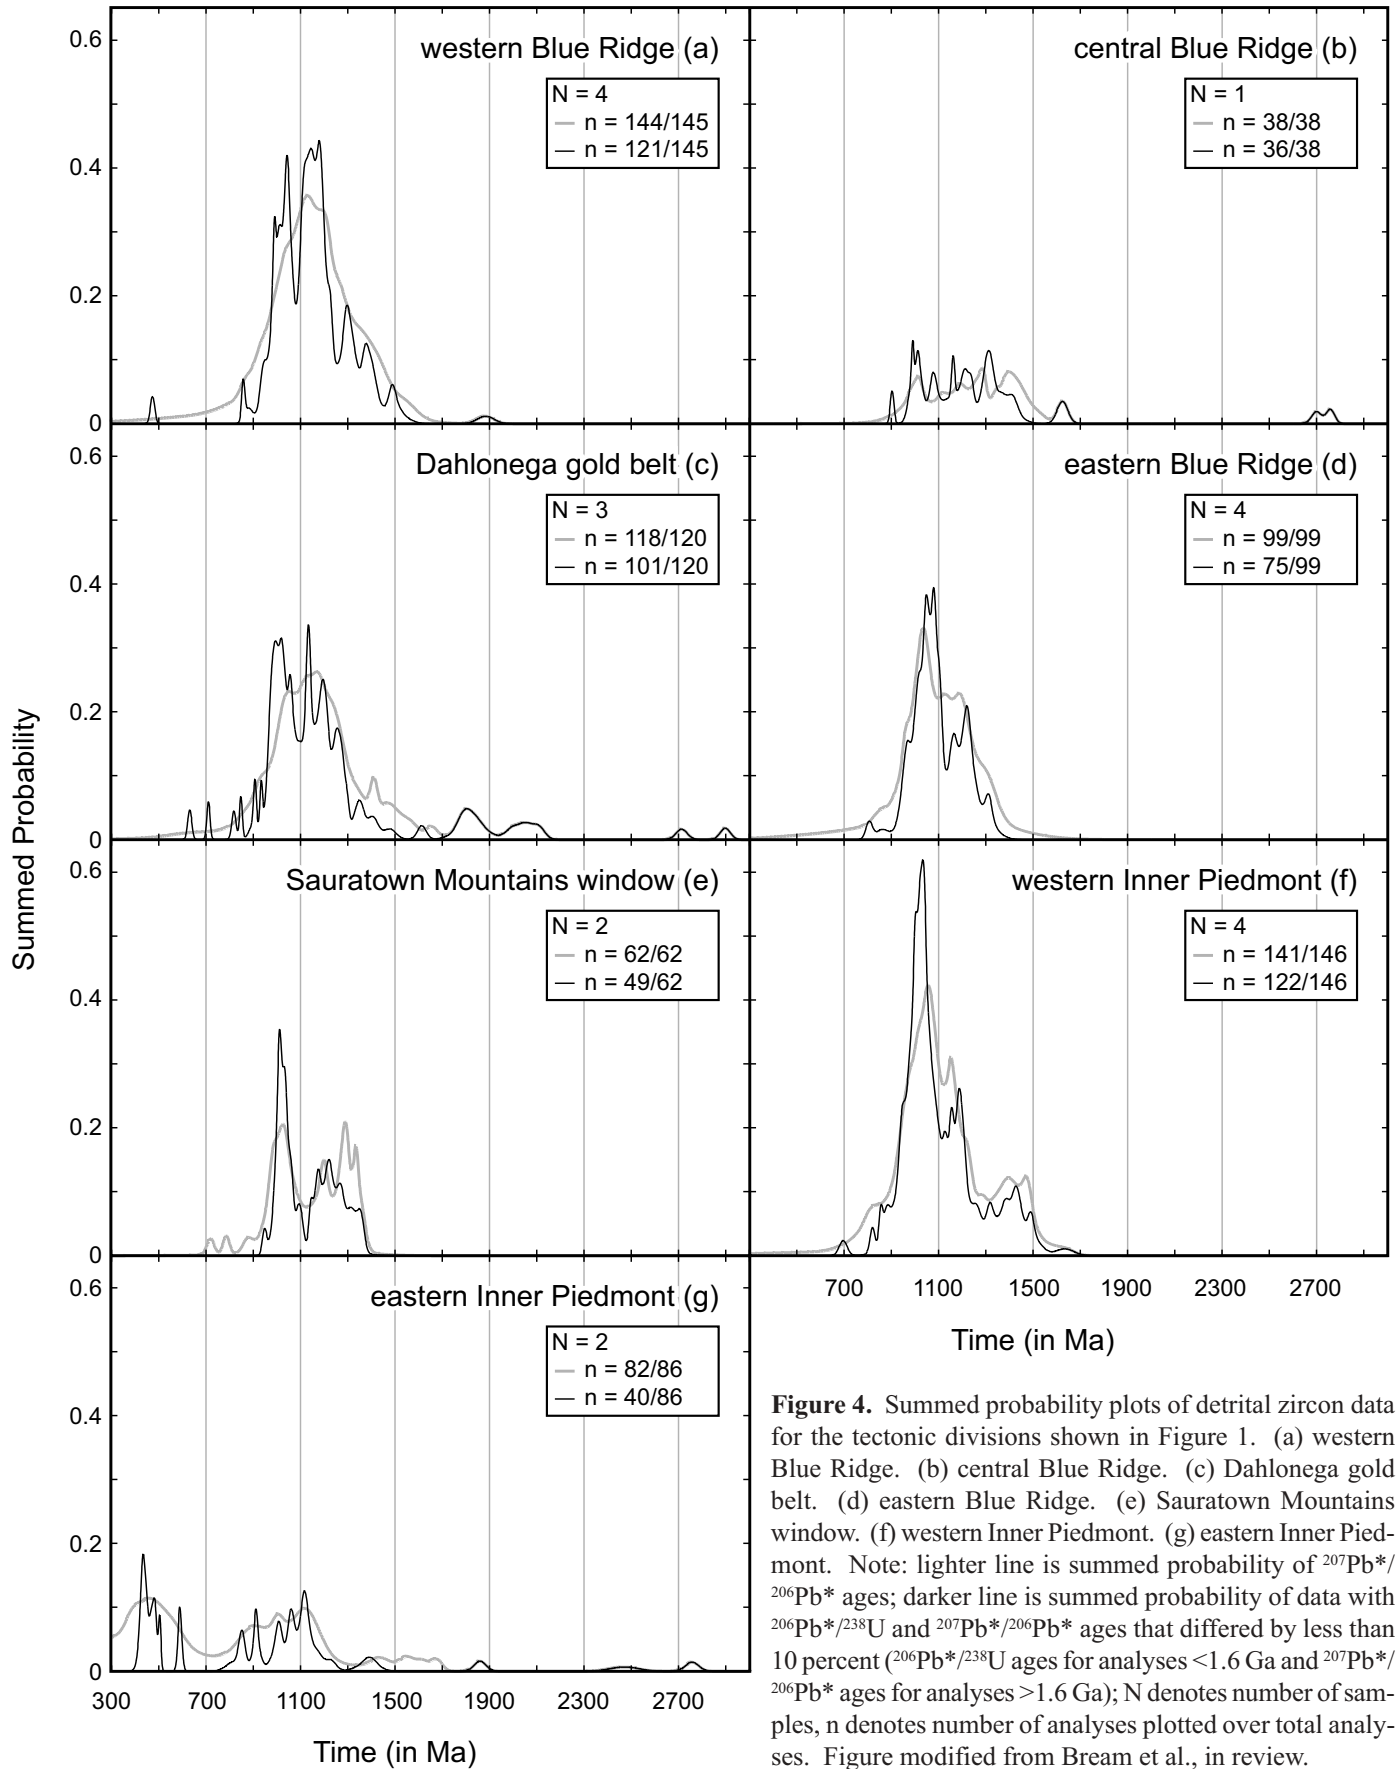 Summed Probability
western Blue Ridge (a)
N = 4
n = 144/145
n = 121/145
0.6
0.4
0.2
0
central Blue Ridge (b)
N = 1
n = 38/38
n = 36/38
Dahlonega gold belt (c)
N = 3
n = 118/120
n = 101/120
0.6
0.4
0.2
0
eastern Blue Ridge (d)
N = 4
n = 99/99
n = 75/99
Sauratown Mountains window (e)
N = 2
n = 62/62
n = 49/62
0.6
0.4
0.2
0
western Inner Piedmont (f)
N = 4
n = 141/146
n = 122/146
700 1100 1500 1900 2300 2700
Time (in Ma)
eastern Inner Piedmont (g)
N = 2
n = 82/86
n = 40/86
0.6
0.4
0.2
0
300 700 1100 1500 1900 2300 2700
Time (in Ma)
Figure 4. Summed probability plots of detrital zircon data
for the tectonic divisions shown in Figure 1. (a) western
Blue Ridge. (b) central Blue Ridge. (c) Dahlonega gold
belt. (d) eastern Blue Ridge. (e) Sauratown Mountains
window. (f) western Inner Piedmont. (g) eastern Inner Pied-
mont. Note: lighter line is summed probability of ²⁰⁷Pb*/
²⁰⁶Pb* ages; darker line is summed probability of data with
²⁰⁶Pb*/²³⁸U and ²⁰⁷Pb*/²⁰⁶Pb* ages that differed by less than
10 percent (²⁰⁶Pb*/²³⁸U ages for analyses <1.6 Ga and ²⁰⁷Pb*/
²⁰⁶Pb* ages for analyses >1.6 Ga); N denotes number of sam-
ples, n denotes number of analyses plotted over total analy-
ses. Figure modified from Bream et al., in review.